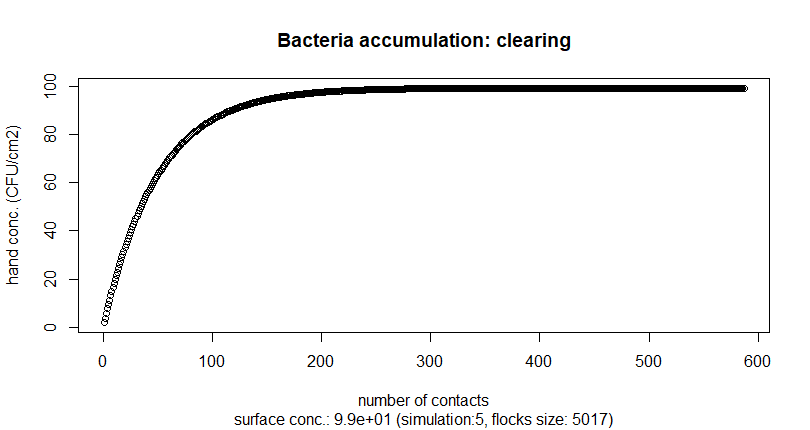 Bacteria accumulation: clearing
hand conc. (CFU/cm2)
100
80
60
40
20
0
0 100 200 300 400 500 600
number of contacts
surface conc.: 9.9e+01 (simulation:5, flocks size: 5017)